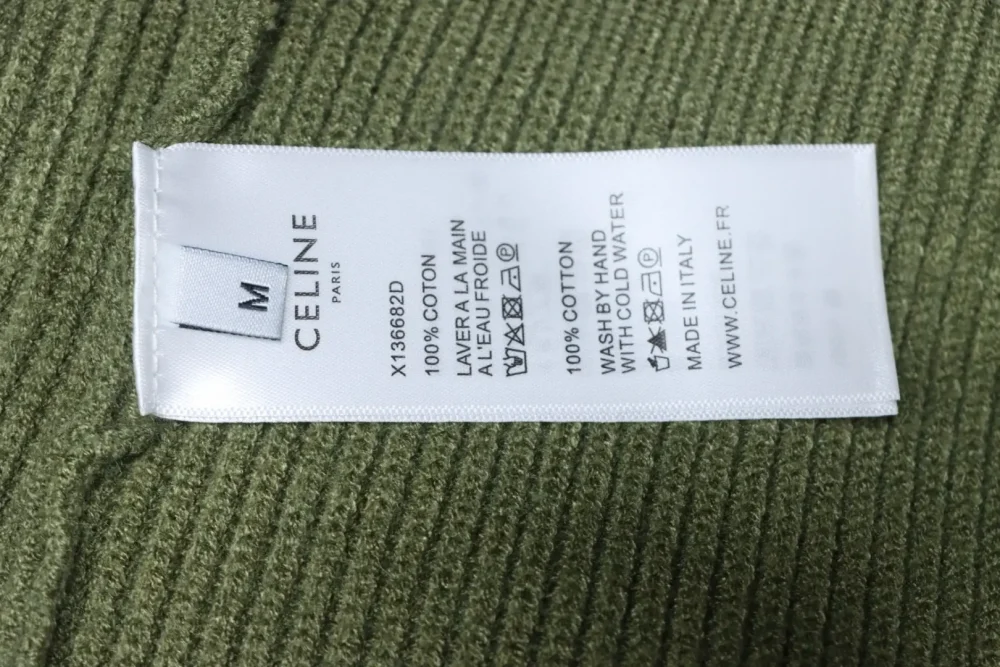 M
CELINE
PARIS
X136682D
100% COTON
LAVER A LA MAIN
A L'EAU FROIDE
P
100% COTTON
WASH BY HAND
WITH COLD WATER
P
MADE IN ITALY
WWW.CELINE.FR